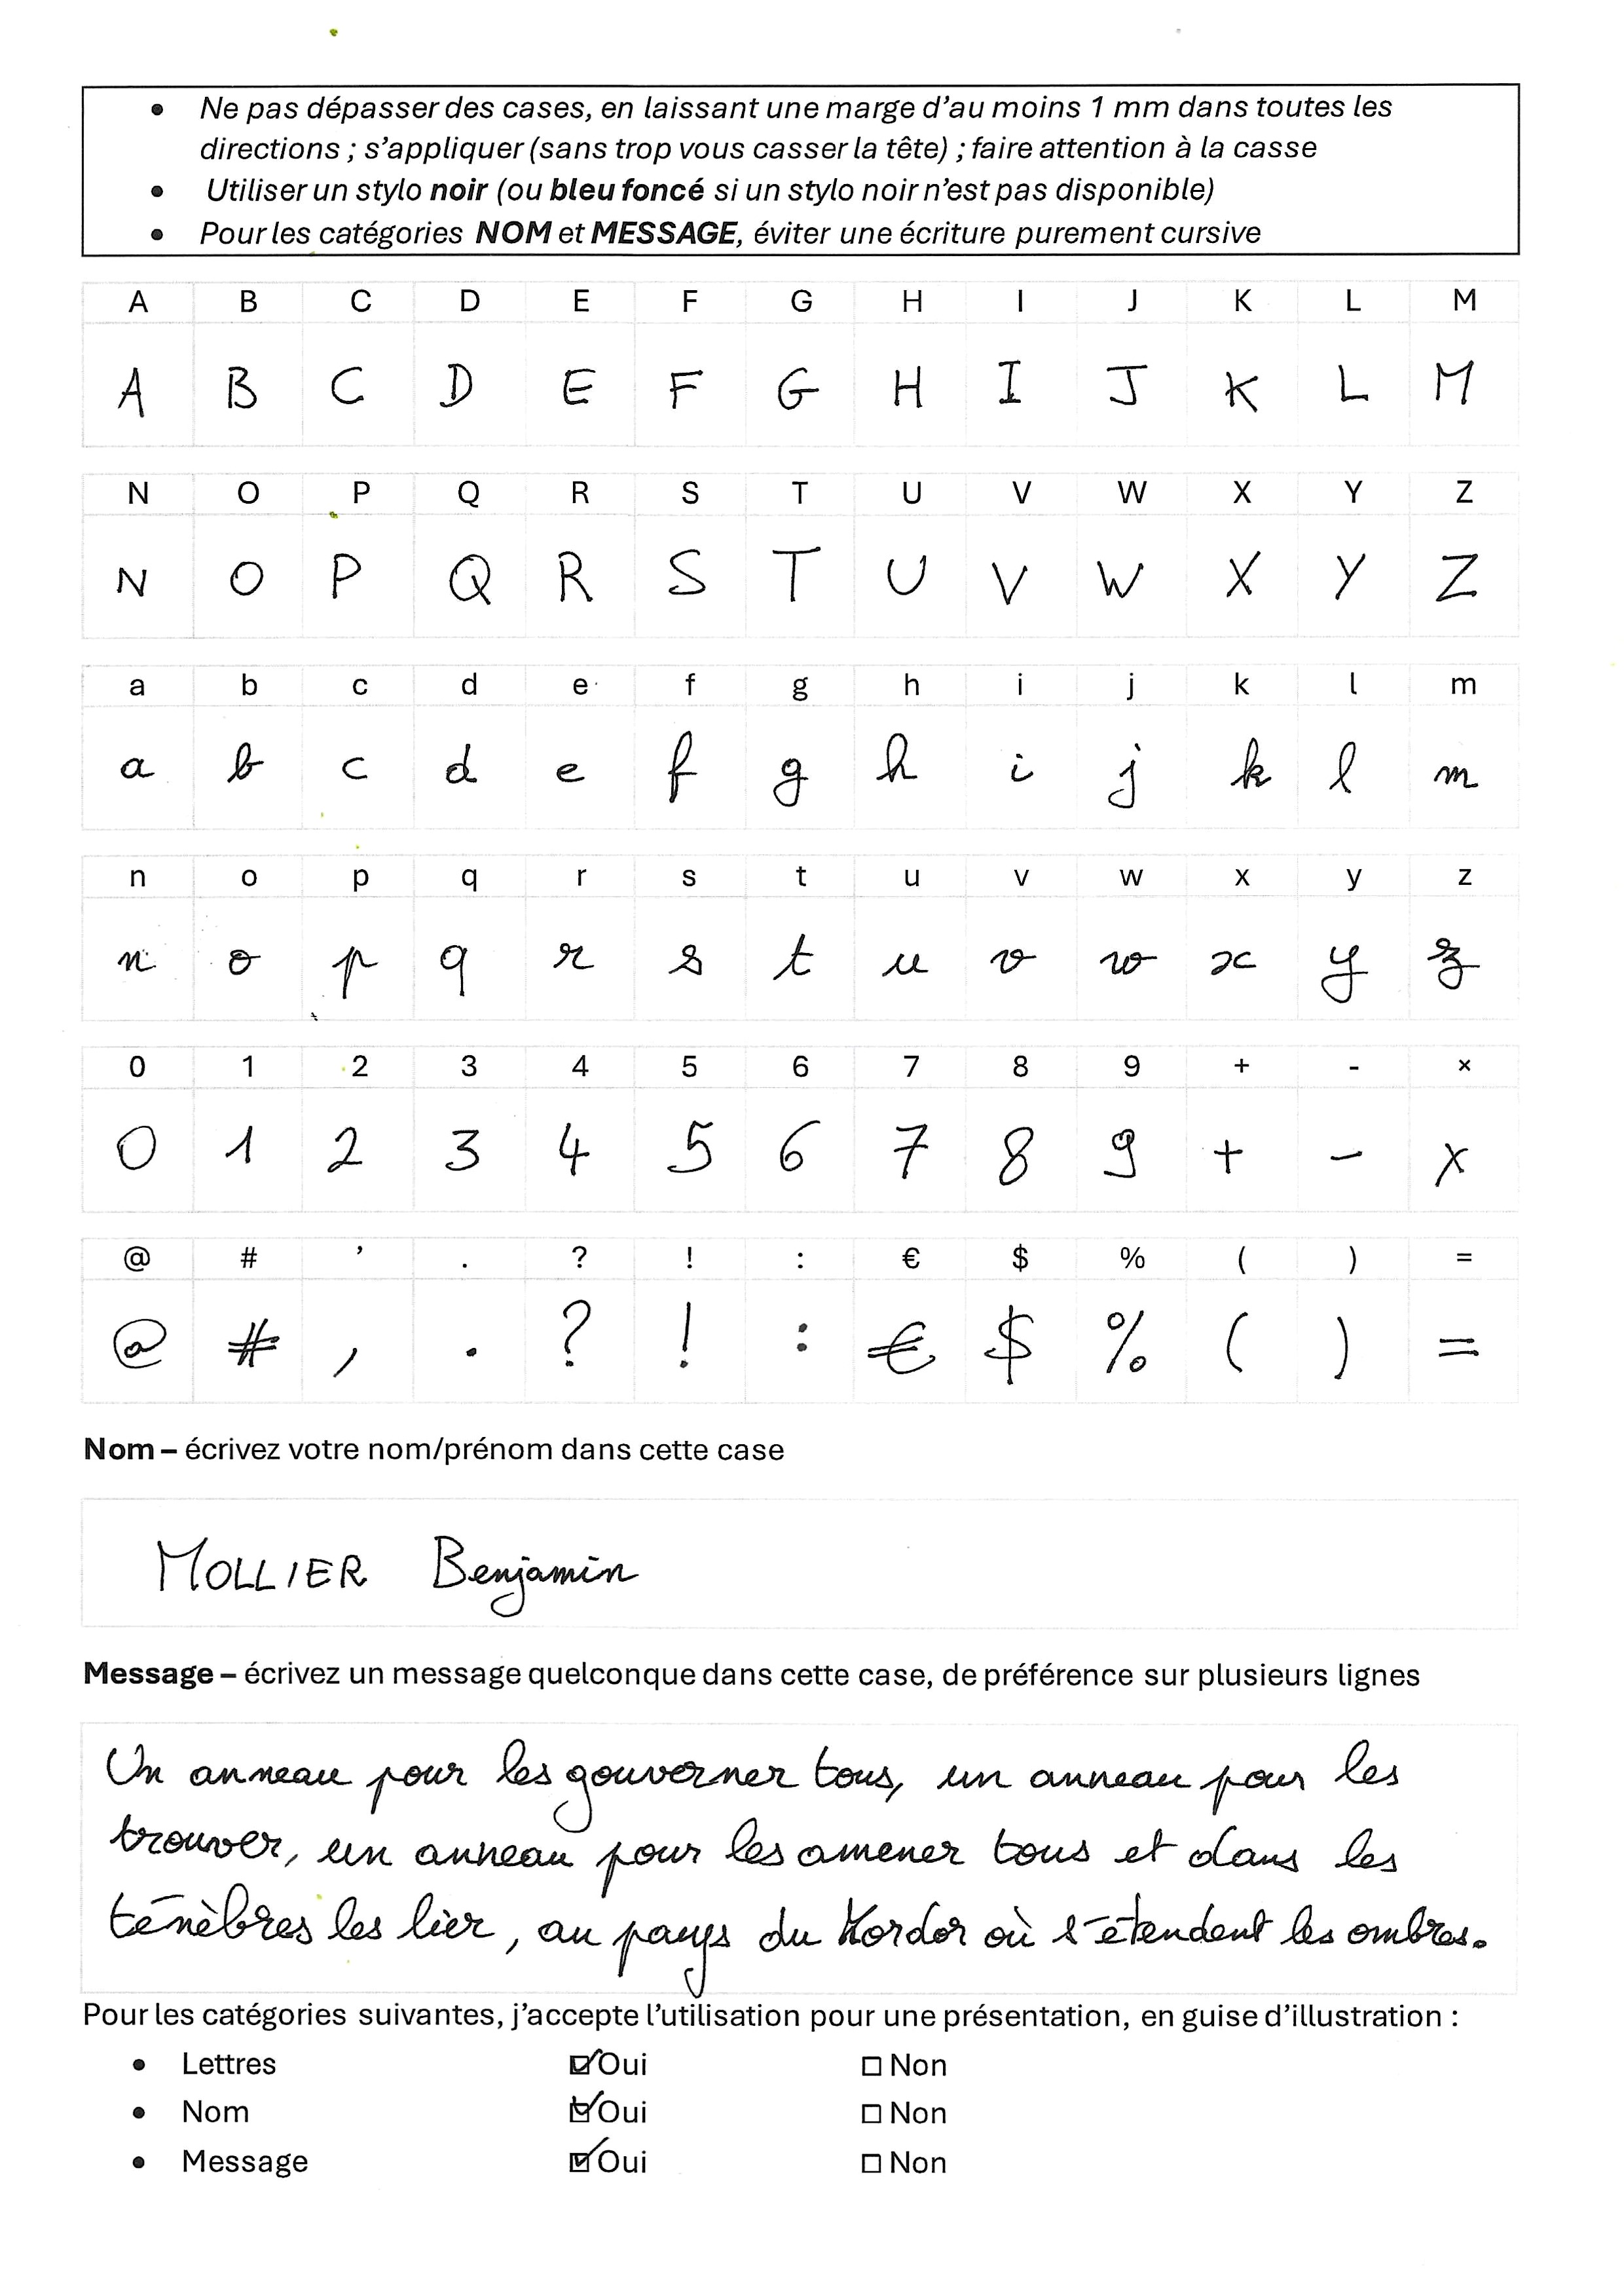 • Ne pas dépasser des cases, en laissant une marge d’au moins 1 mm dans toutes les
directions ; s’appliquer (sans trop vous casser la tête) ; faire attention à la casse
• Utiliser un stylo noir (ou bleu foncé si un stylo noir n’est pas disponible)
• Pour les catégories NOM et MESSAGE, éviter une écriture purement cursive
A B C D E F G H I J K L M
A B C D E F G H I J K L M
N O P Q R S T U V W X Y Z
N O P Q R S T U V W X Y Z
a b c d e f g h i j k l m
a b c d e f g h i j k l m
n o p q r s t u v w x y z
n o p q r s t u v w x y z
0 1 2 3 4 5 6 7 8 9 + - ×
0 1 2 3 4 5 6 7 8 9 + - ×
@ # ’ . ? ! : € $ % ( ) =
@ # , . ? ! : € $ % ( ) =
Nom – écrivez votre nom/prénom dans cette case
MOLLIER Benjamin
Message – écrivez un message quelconque dans cette case, de préférence sur plusieurs lignes
Un anneau pour les gouverner tous, un anneau pour les
trouver, un anneau pour les amener tous et dans les
ténèbres les lier, au pays du Mordor où s'étendent les ombres.
Pour les catégories suivantes, j’accepte l’utilisation pour une présentation, en guise d’illustration :
• Lettres ☑ Oui ☐ Non
• Nom ☑ Oui ☐ Non
• Message ☑ Oui ☐ Non